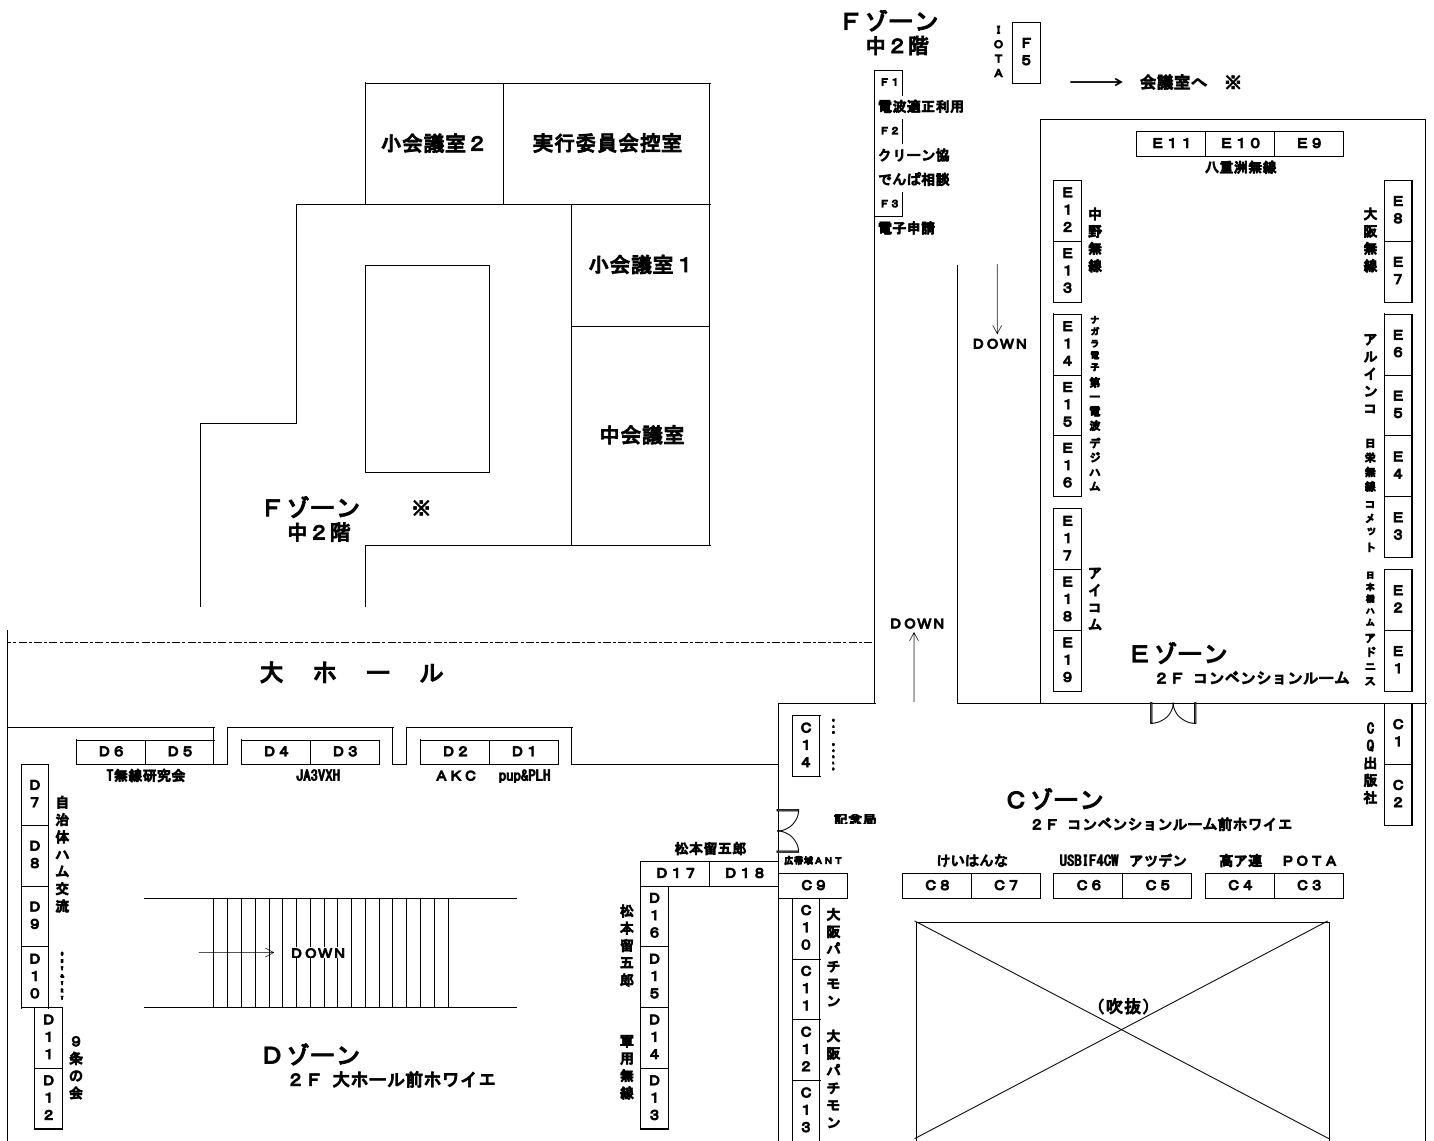 Ｆゾーン
中２階
ＩＯＴＡ
Ｆ５
会議室へ　※
Ｆ１
電波適正利用
Ｆ２
クリーン協
でんぱ相談
Ｆ３
電子申請
小会議室２
実行委員会控室
小会議室１
中会議室
Ｆゾーン　※
中２階
DOWN
DOWN
Ｅ１１ Ｅ１０ Ｅ９
八重洲無線
Ｅ１２
Ｅ１３
中野無線
Ｅ１４
ナガラ電子
Ｅ１５
第一電波
Ｅ１６
デジハム
Ｅ１７
Ｅ１８
Ｅ１９
アイコム
Ｅ８
Ｅ７
大阪無線
Ｅ６
Ｅ５
アルインコ
Ｅ４
日栄無線
Ｅ３
コメット
Ｅ２
日本橋ハム
Ｅ１
アドニス
Ｅゾーン
２Ｆ コンベンションルーム
大　ホ　ー　ル
Ｄ６ Ｄ５
T無線研究会
Ｄ４ Ｄ３
JA3VXH
Ｄ２ Ｄ１
ＡＫＣ pup&PLH
Ｄ７
Ｄ８
Ｄ９
自治体ハム交流
Ｄ１０
Ｄ１１
Ｄ１２
９条の会
DOWN
Ｄゾーン
２Ｆ 大ホール前ホワイエ
松本留五郎
Ｄ１７ Ｄ１８
Ｄ１６
Ｄ１５
松本留五郎
Ｄ１４
Ｄ１３
軍用無線
Ｃ１４
記念局
広帯域ＡＮＴ
Ｃ９
Ｃ１０
Ｃ１１
大阪パチモン
Ｃ１２
Ｃ１３
大阪パチモン
Ｃ１
Ｃ２
ＣＱ出版社
Ｃゾーン
２Ｆ コンベンションルーム前ホワイエ
けいはんな USBIF4CW アツデン 高ア連 ＰＯＴＡ
Ｃ８ Ｃ７ Ｃ６ Ｃ５ Ｃ４ Ｃ３
（吹抜）